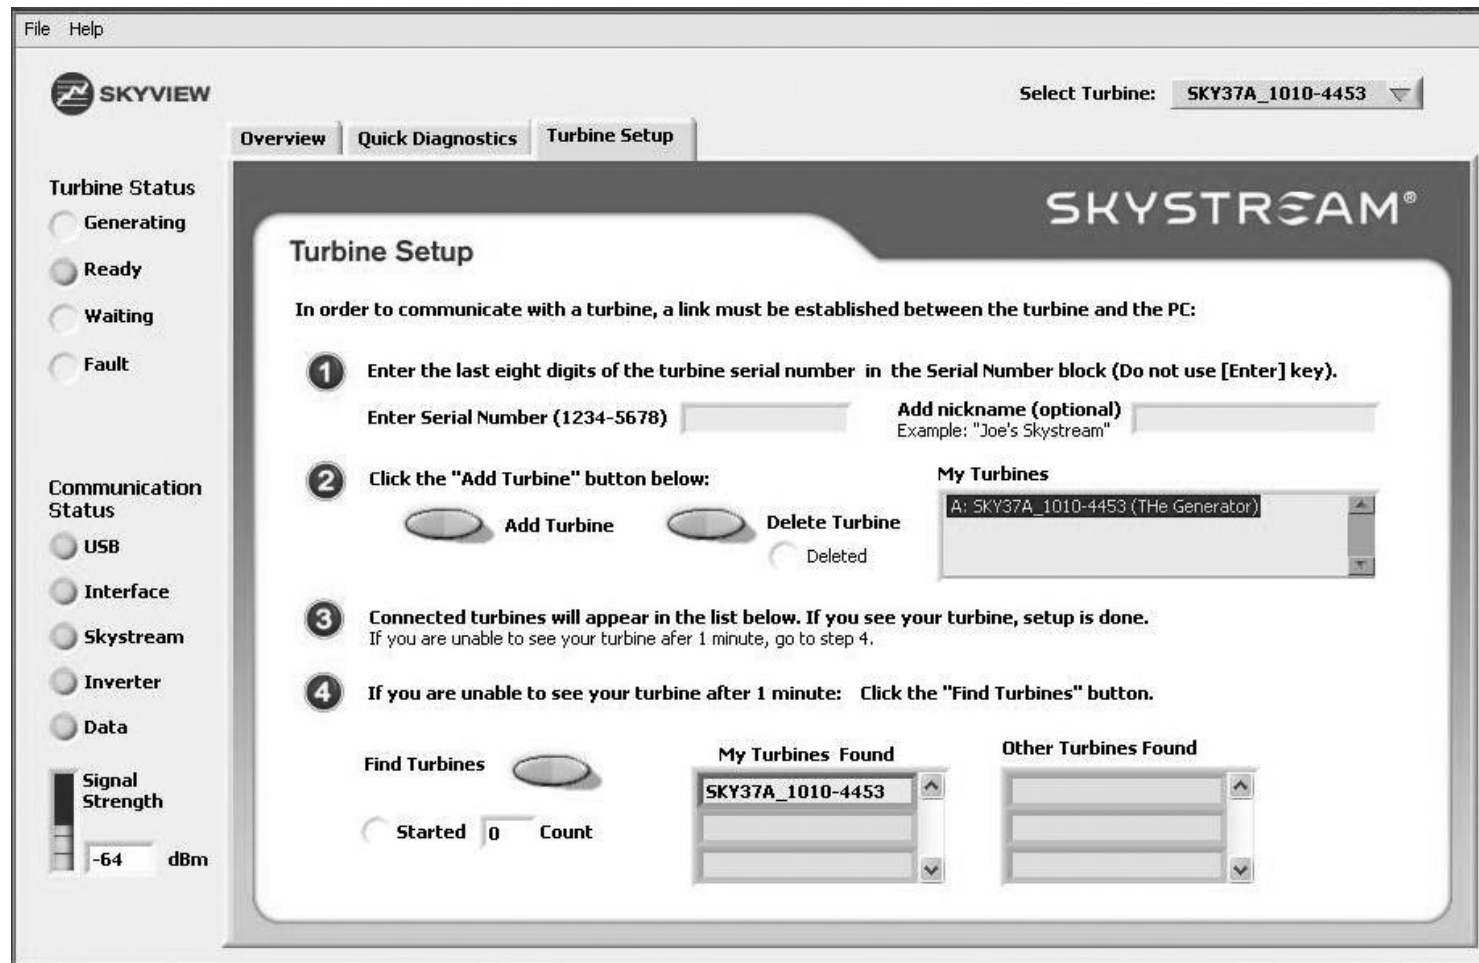 File Help
SKYVIEW
Select Turbine: SKY37A_1010-4453
Overview Quick Diagnostics Turbine Setup
Turbine Status
Generating
Ready
Waiting
Fault
Communication
Status
USB
Interface
Skystream
Inverter
Data
Signal
Strength
-64 dBm
SKYSTREAM®
Turbine Setup
In order to communicate with a turbine, a link must be established between the turbine and the PC:
1 Enter the last eight digits of the turbine serial number in the Serial Number block (Do not use [Enter] key).
Enter Serial Number (1234-5678)
Add nickname (optional)
Example: "Joe's Skystream"
2 Click the "Add Turbine" button below:
Add Turbine
Delete Turbine
Deleted
My Turbines
A: SKY37A_1010-4453 (THe Generator)
3 Connected turbines will appear in the list below. If you see your turbine, setup is done.
If you are unable to see your turbine afer 1 minute, go to step 4.
4 If you are unable to see your turbine after 1 minute: Click the "Find Turbines" button.
Find Turbines
Started 0 Count
My Turbines Found
SKY37A_1010-4453
Other Turbines Found